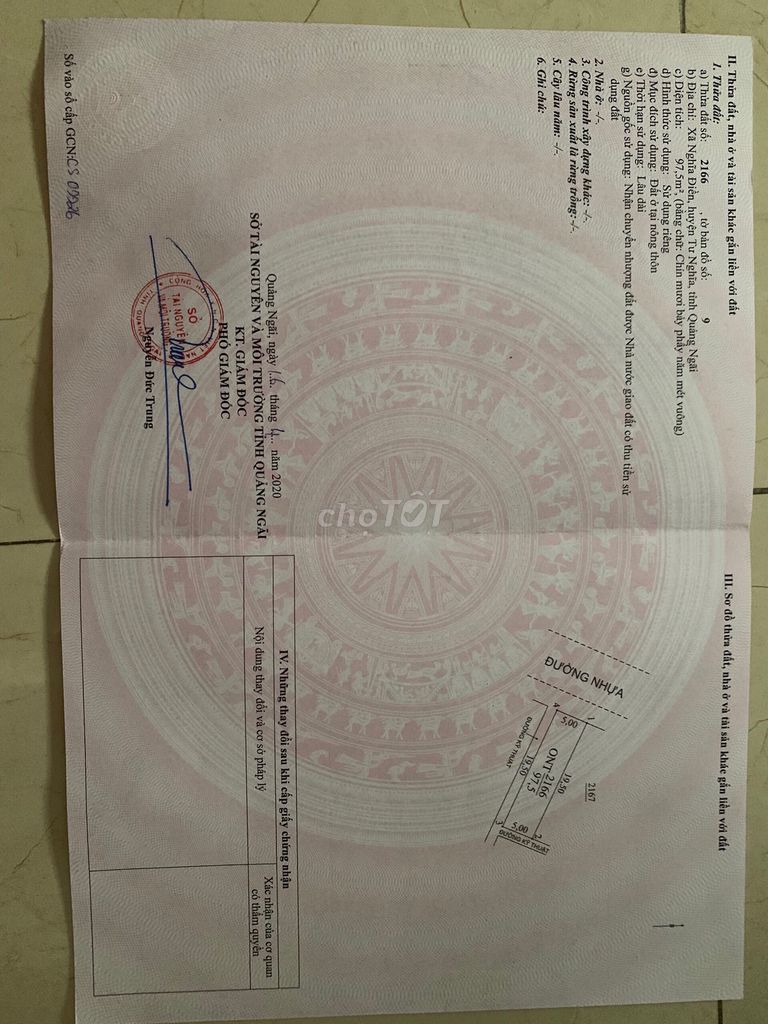 II. Thửa đất, nhà ở và tài sản khác gắn liền với đất
1. Thửa đất:
a) Thửa đất số: 2166 , tờ bản đồ số: 9
b) Địa chỉ: Xã Nghĩa Điền, huyện Tư Nghĩa, tỉnh Quảng Ngãi
c) Diện tích: 97,5m², (bằng chữ: Chín mươi bảy phẩy năm mét vuông)
d) Hình thức sử dụng: Sử dụng riêng
đ) Mục đích sử dụng: Đất ở tại nông thôn
e) Thời hạn sử dụng: Lâu dài
g) Nguồn gốc sử dụng: Nhận chuyển nhượng đất được Nhà nước giao đất có thu tiền sử
dụng đất
2. Nhà ở: -/-.
3. Công trình xây dựng khác: -/-.
4. Rừng sản xuất là rừng trồng: -/-.
5. Cây lâu năm: -/-.
6. Ghi chú:
Quảng Ngãi, ngày 16 tháng 4 năm 2020
SỞ TÀI NGUYÊN VÀ MÔI TRƯỜNG TỈNH QUẢNG NGÃI
KT. GIÁM ĐỐC
PHÓ GIÁM ĐỐC
SỞ
TÀI NGUYÊN
VÀ MÔI TRƯỜNG
Nguyễn Đức Trung
Số vào sổ cấp GCN: CS
III. Sơ đồ thửa đất, nhà ở và tài sản khác gắn liền với đất
2167
ĐƯỜNG NHỰA
1
5,00
4
19,50
ONT 2166
97,5
19,50
ĐƯỜNG KỸ THUẬT
2
5,00
3
ĐƯỜNG KỸ THUẬT
IV. Những thay đổi sau khi cấp giấy chứng nhận
Nội dung thay đổi và cơ sở pháp lý
Xác nhận của cơ quan
có thẩm quyền
chợTỐT